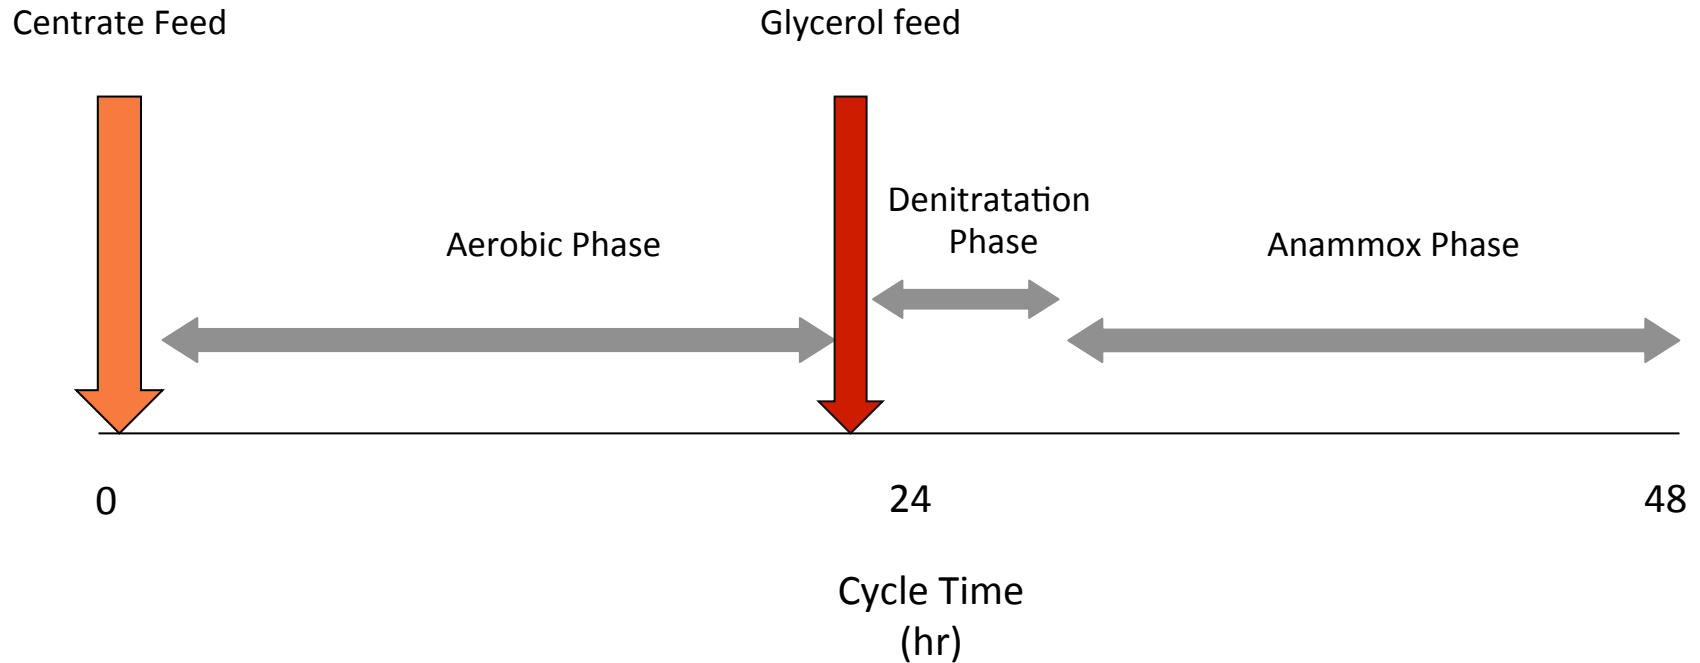 Centrate Feed
Glycerol feed
Denitratation
Phase
Aerobic Phase
Anammox Phase
0
24
48
Cycle Time
(hr)